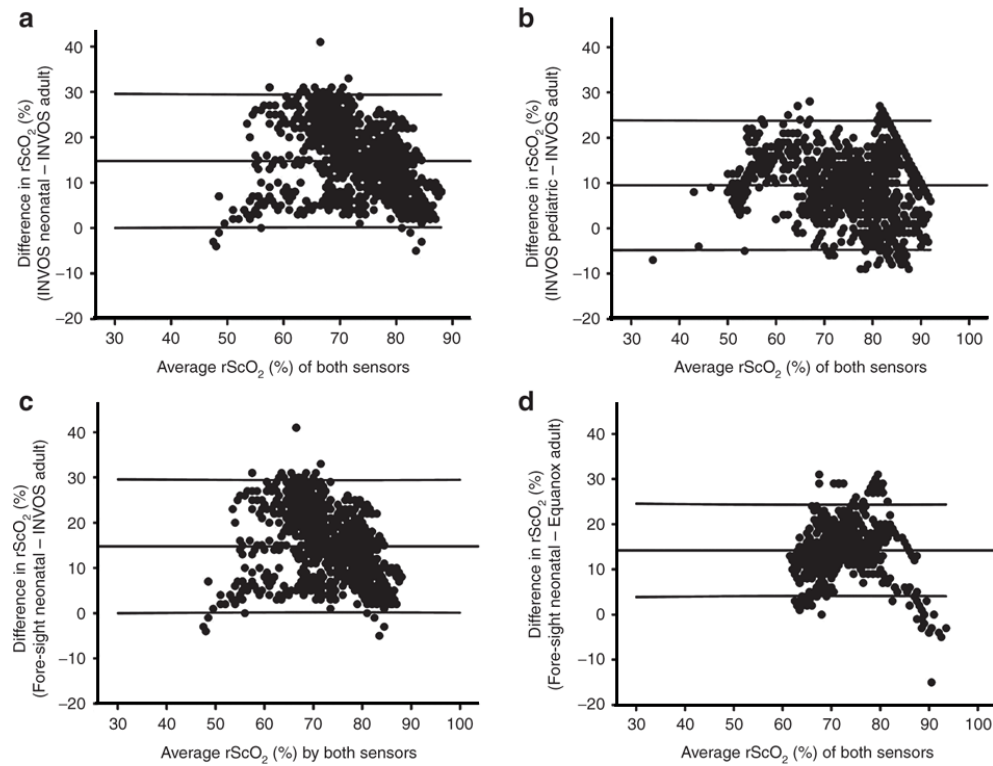 a
Difference in rScO₂ (%)
(INVOS neonatal – INVOS adult)
40
30
20
10
0
–10
–20
30 40 50 60 70 80 90
Average rScO₂ (%) of both sensors
b
Difference in rScO₂ (%)
(INVOS pediatric – INVOS adult)
40
30
20
10
0
–10
–20
30 40 50 60 70 80 90 100
Average rScO₂ (%) of both sensors
c
Difference in rScO₂ (%)
(Fore-sight neonatal – INVOS adult)
40
30
20
10
0
–10
–20
30 40 50 60 70 80 90 100
Average rScO₂ (%) by both sensors
d
Difference in rScO₂ (%)
(Fore-sight neonatal – Equanox adult)
40
30
20
10
0
–10
–20
30 40 50 60 70 80 90 100
Average rScO₂ (%) of both sensors